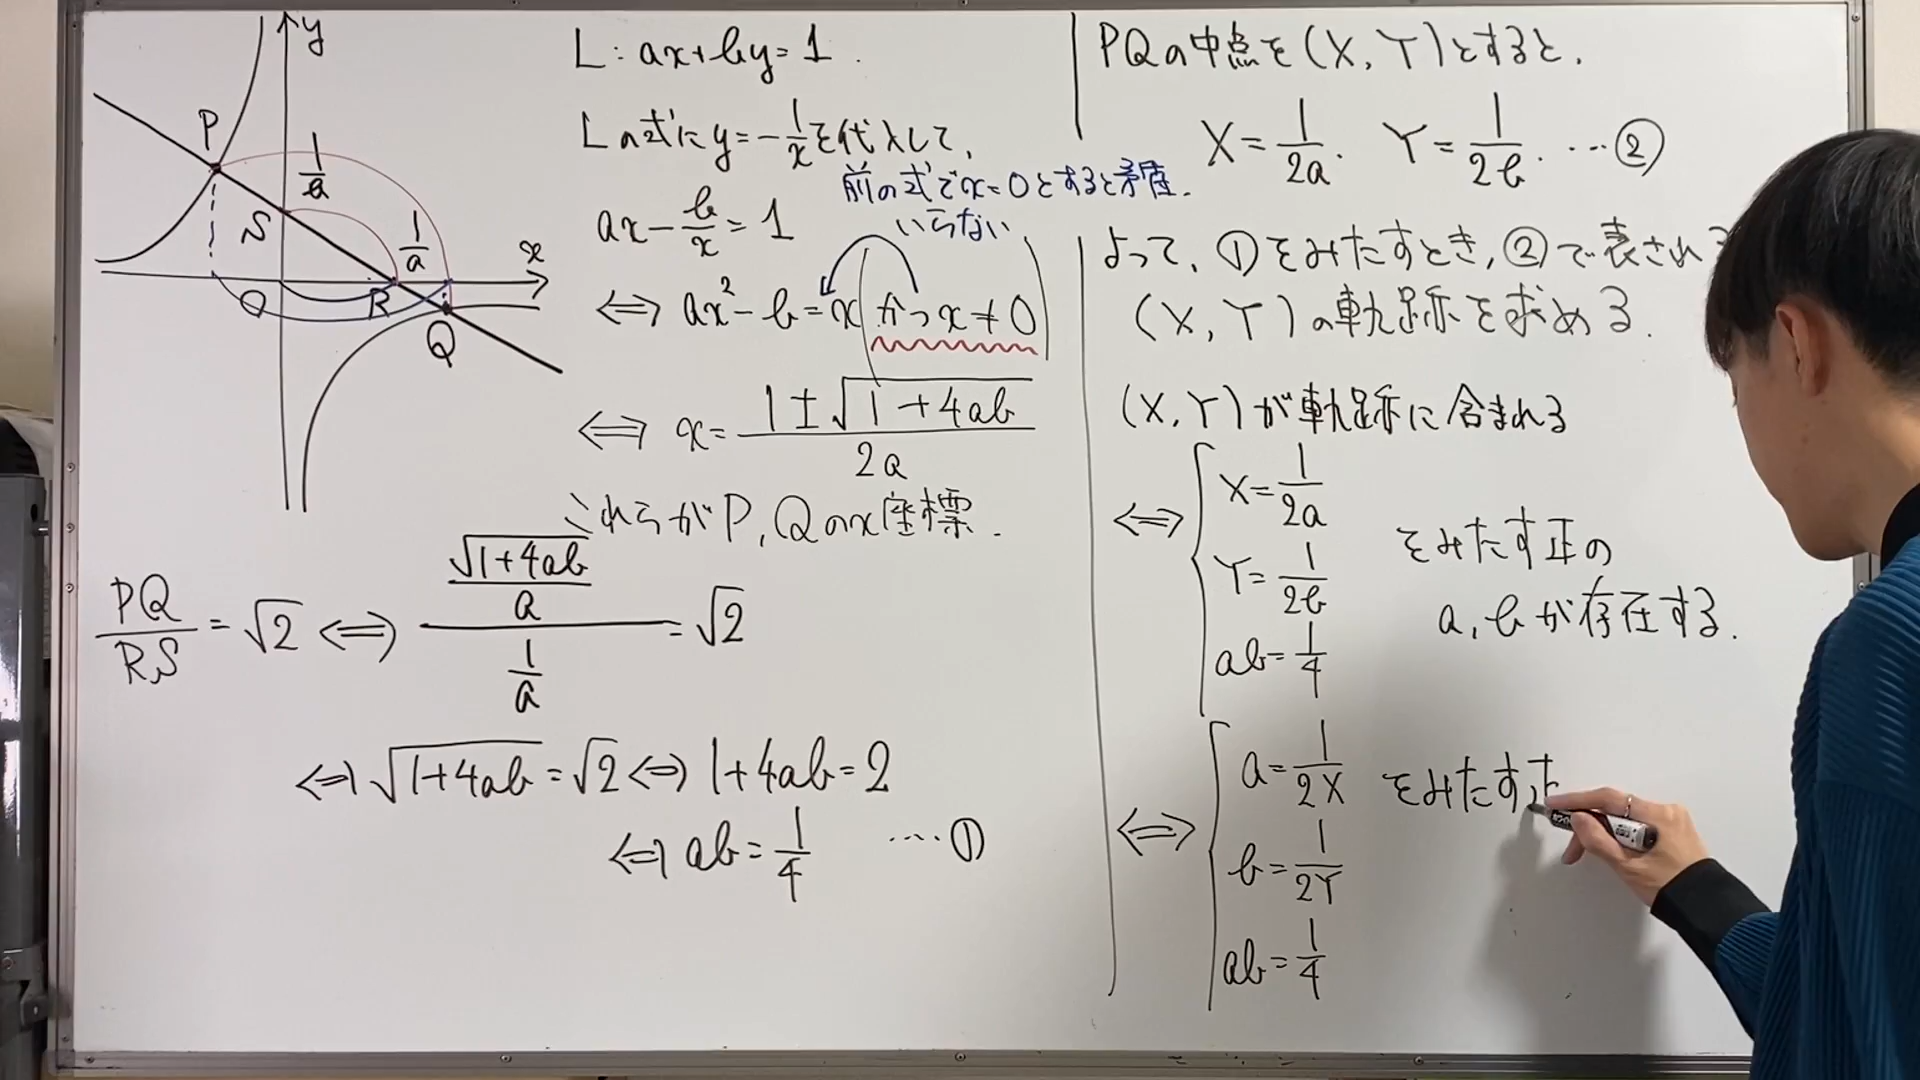 y
P
1/b
S
1/a
x
O
R
Q
L : ax+by=1.
Lの式にy=-1/xを代入して,
前の式でx=0とすると矛盾.
いらない
ax-b/x=1
⇔ ax²-b=x かつx≠0
⇔ x=(1±√(1+4ab))/2a
これらがP,Qのx座標.
PQ/RS=√2 ⇔ (√(1+4ab)/a)/(1/a)=√2
⇔ √(1+4ab)=√2 ⇔ 1+4ab=2
⇔ ab=1/4 …①
PQの中点を(X,Y)とすると,
X=1/2a. Y=1/2b. …②
よって,①をみたすとき,②で表され
(X,Y)の軌跡を求める.
(X,Y)が軌跡に含まれる
⇔ { X=1/2a
Y=1/2b
ab=1/4
をみたす正の
a,bが存在する.
⇔ { a=1/2X
b=1/2Y
ab=1/4
をみたす正